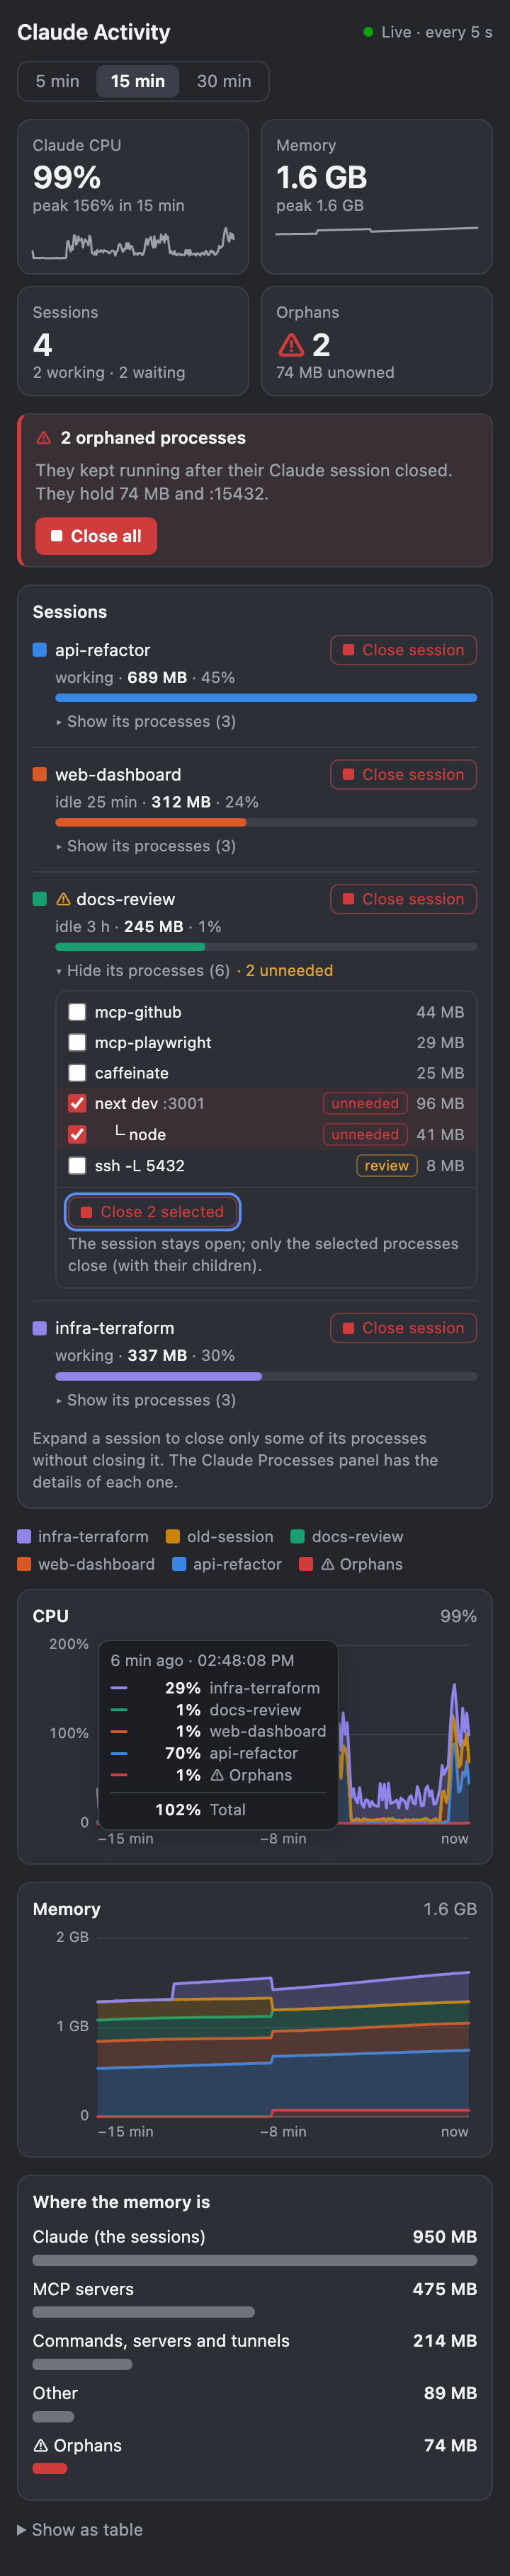 Claude Activity
Live · every 5 s
5 min 15 min 30 min
Claude CPU
99%
peak 156% in 15 min
Memory
1.6 GB
peak 1.6 GB
Sessions
4
2 working · 2 waiting
Orphans
2
74 MB unowned
2 orphaned processes
They kept running after their Claude session closed.
They hold 74 MB and :15432.
Close all
Sessions
api-refactor
Close session
working · 689 MB · 45%
Show its processes (3)
web-dashboard
Close session
idle 25 min · 312 MB · 24%
Show its processes (3)
docs-review
Close session
idle 3 h · 245 MB · 1%
Hide its processes (6) · 2 unneeded
mcp-github 44 MB
mcp-playwright 29 MB
caffeinate 25 MB
next dev :3001 unneeded 96 MB
node unneeded 41 MB
ssh -L 5432 review 8 MB
Close 2 selected
The session stays open; only the selected processes
close (with their children).
infra-terraform
Close session
working · 337 MB · 30%
Show its processes (3)
Expand a session to close only some of its processes
without closing it. The Claude Processes panel has the
details of each one.
infra-terraform old-session docs-review
web-dashboard api-refactor Orphans
CPU 99%
200%
100%
0
6 min ago · 02:48:08 PM
29% infra-terraform
1% docs-review
1% web-dashboard
70% api-refactor
1% Orphans
102% Total
−15 min −8 min now
Memory 1.6 GB
2 GB
1 GB
0
−15 min −8 min now
Where the memory is
Claude (the sessions) 950 MB
MCP servers 475 MB
Commands, servers and tunnels 214 MB
Other 89 MB
Orphans 74 MB
Show as table